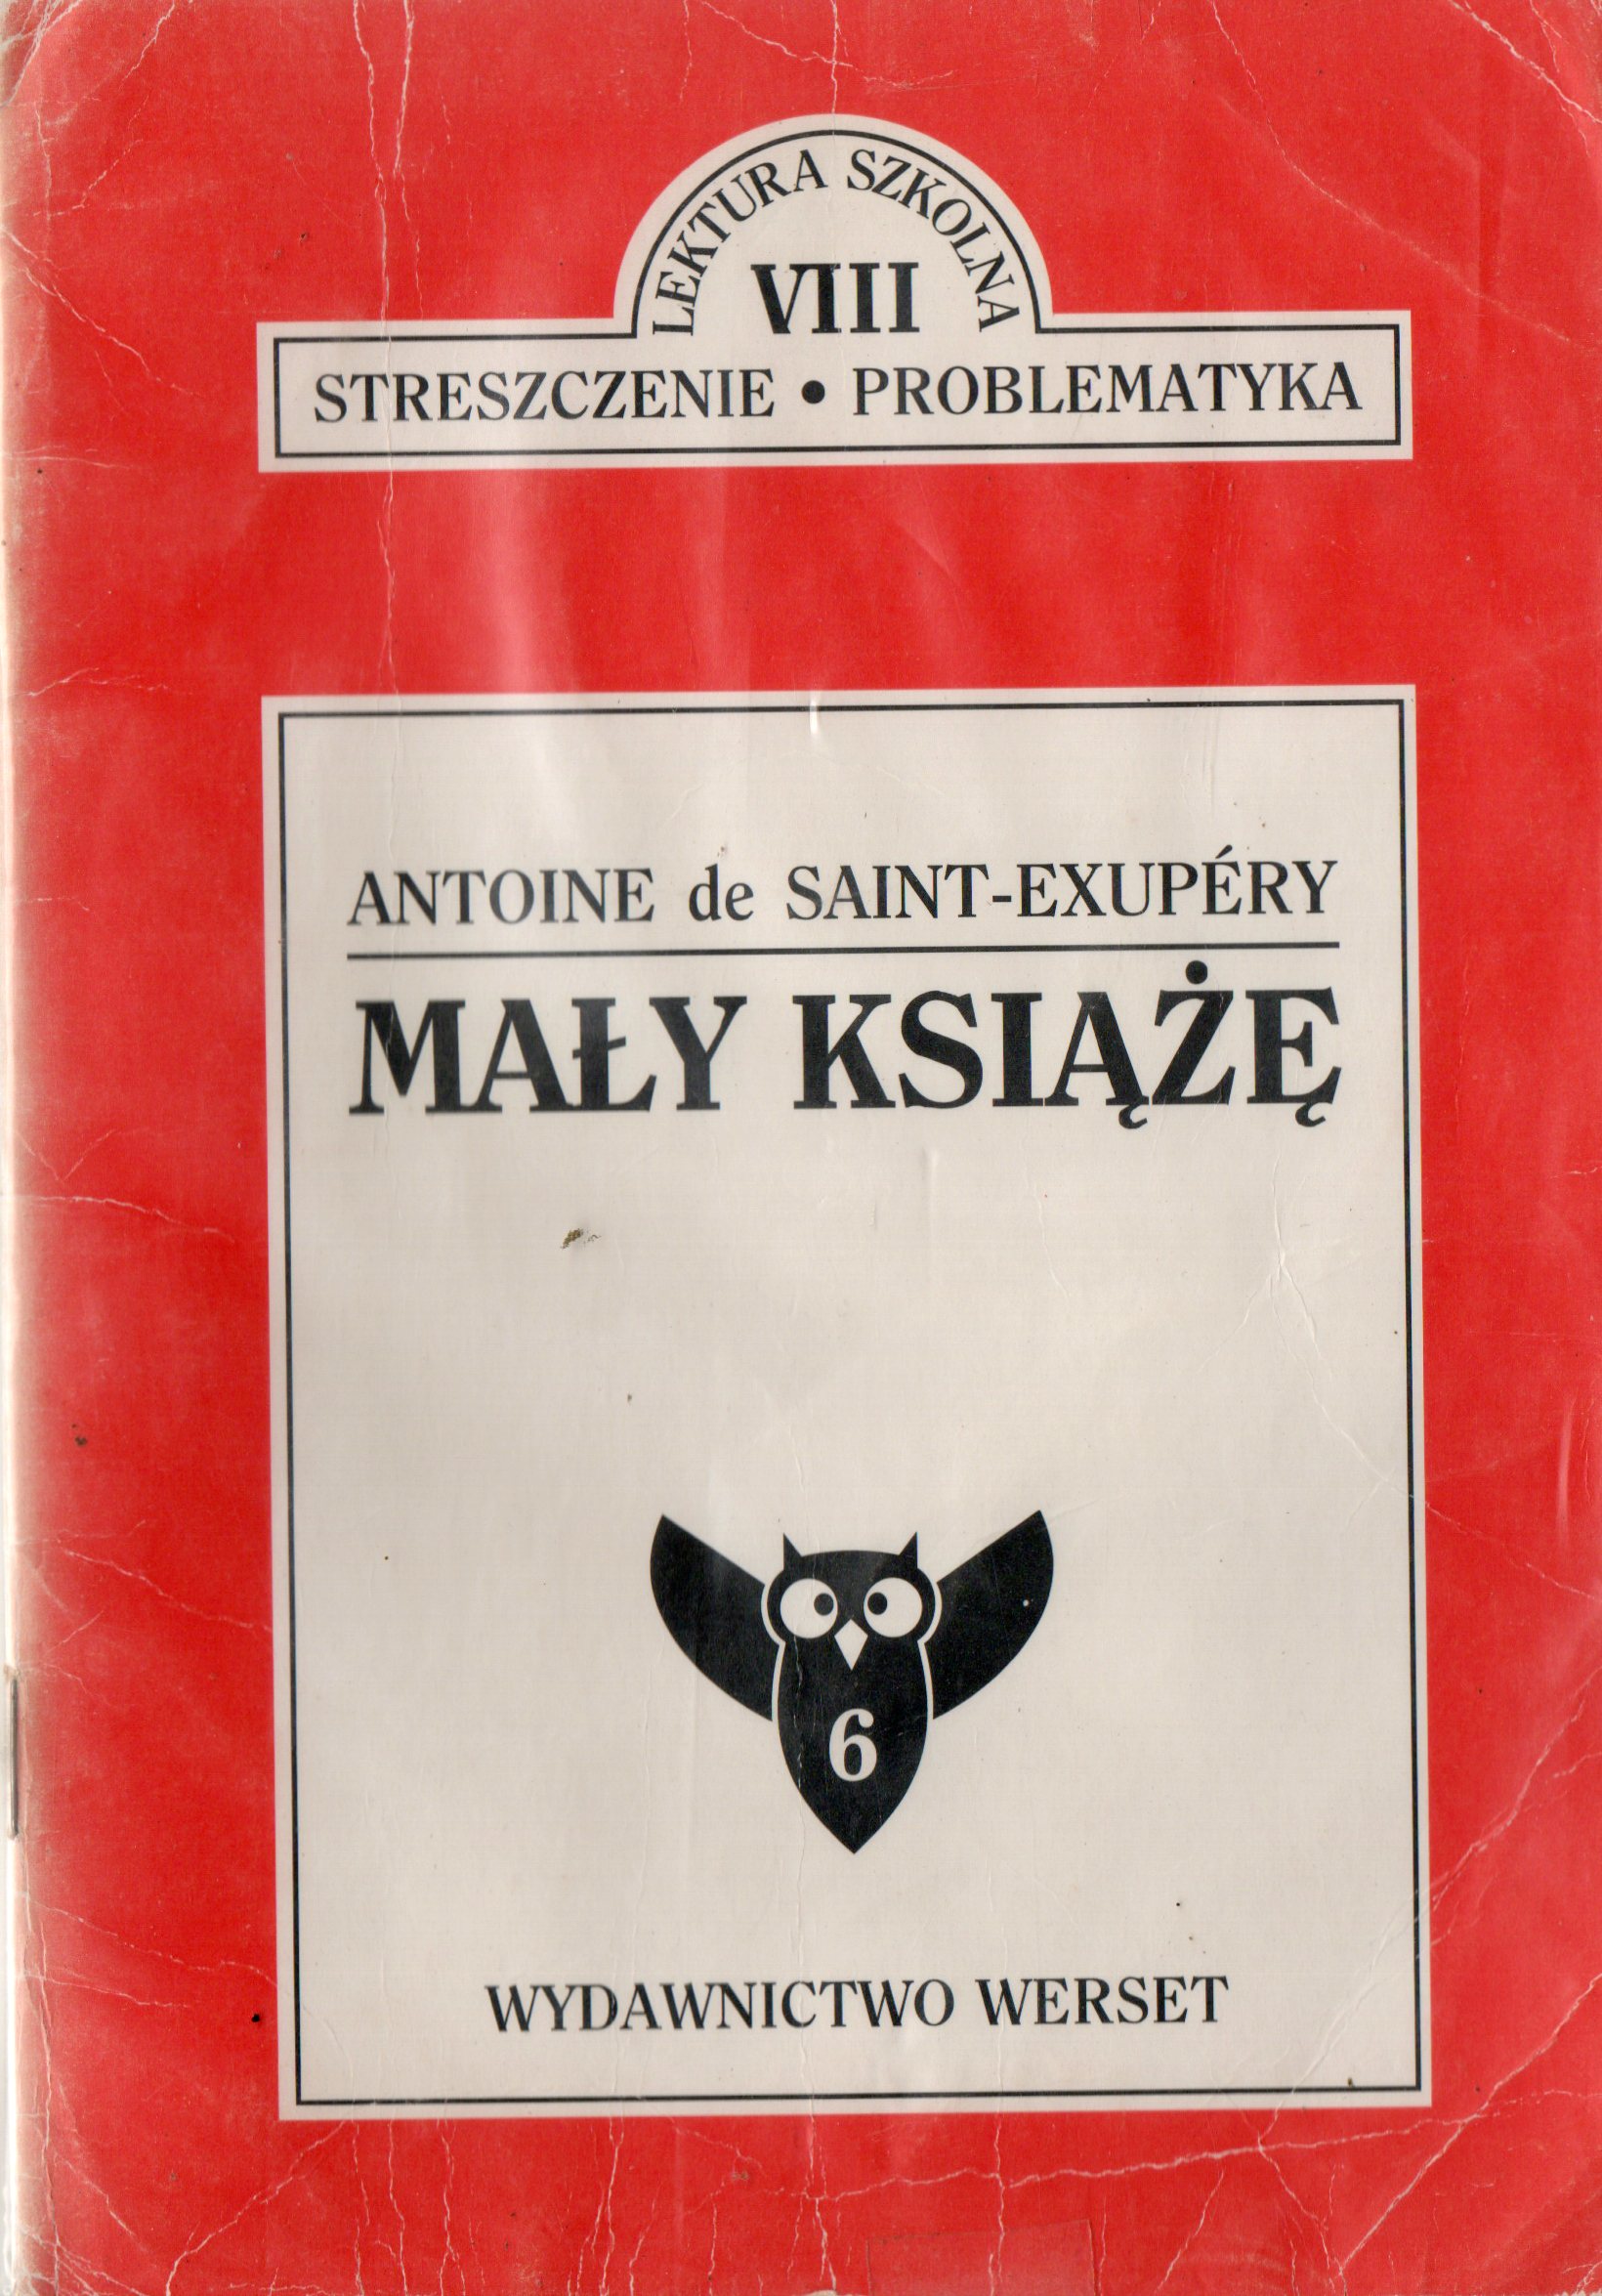 LEKTURA SZKOLNA
VIII
STRESZCZENIE • PROBLEMATYKA
ANTOINE de SAINT-EXUPÉRY
MAŁY KSIĄŻĘ
6
WYDAWNICTWO WERSET